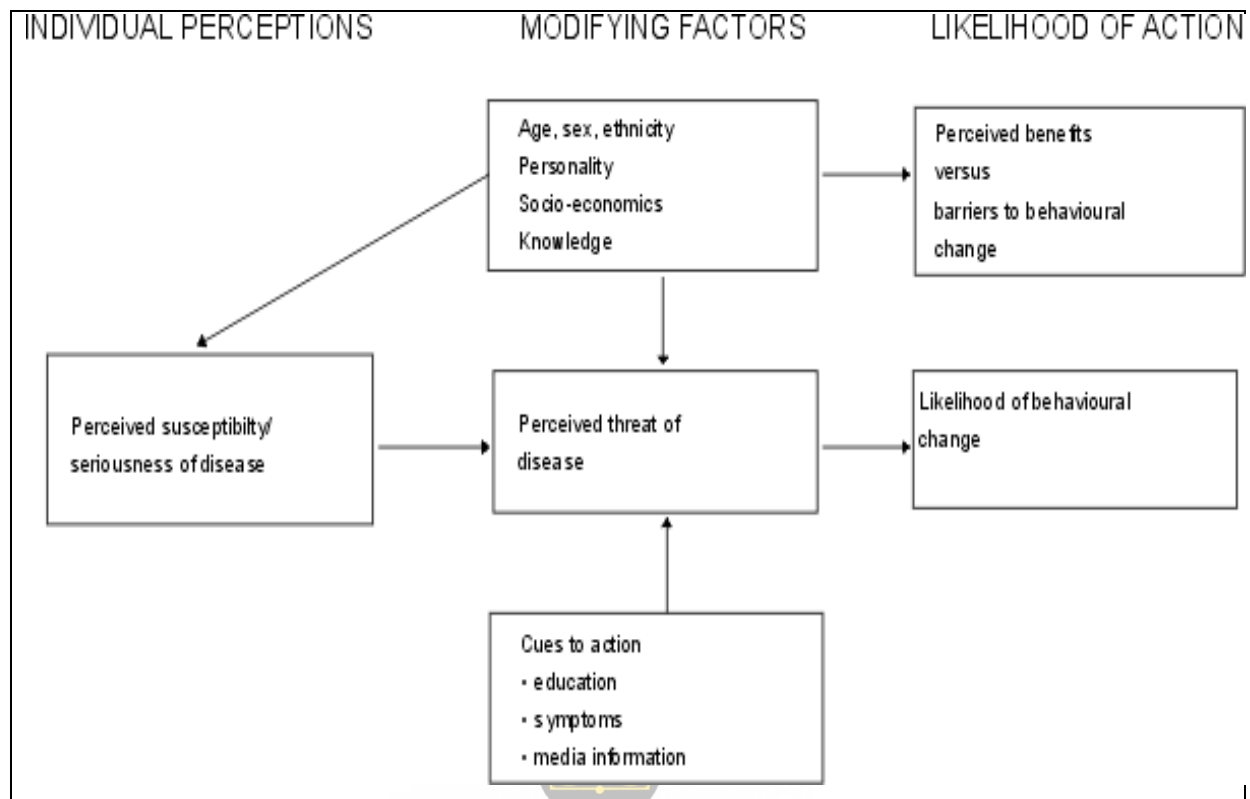 INDIVIDUAL PERCEPTIONS
MODIFYING FACTORS
LIKELIHOOD OF ACTION
Age, sex, ethnicity
Personality
Socio-economics
Knowledge
Perceived benefits
versus
barriers to behavioural
change
Perceived susceptibilty/
seriousness of disease
Perceived threat of
disease
Likelihood of behavioural
change
Cues to action
• education
• symptoms
• media information